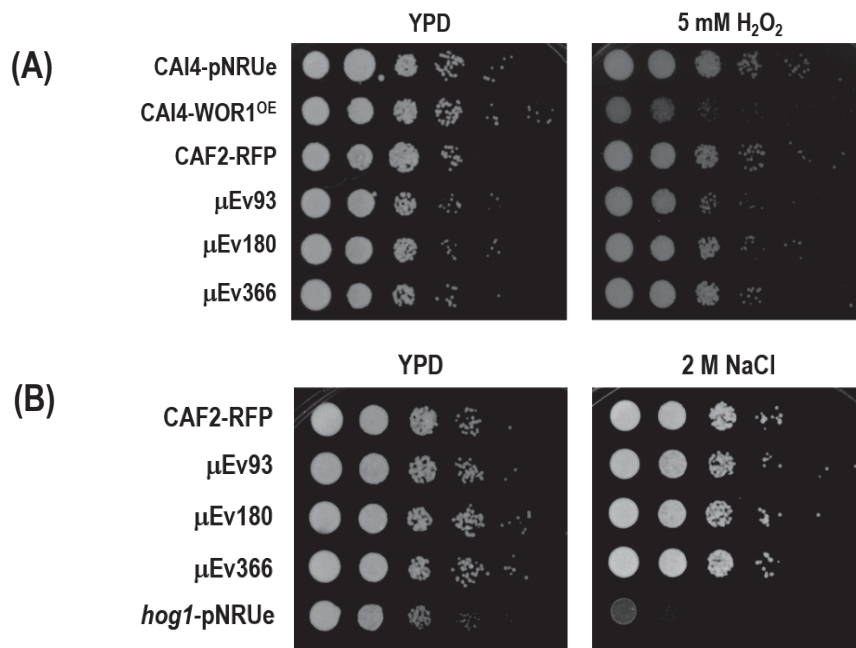 YPD
5 mM H₂O₂
(A)
CAI4-pNRUe
CAI4-WOR1ᴼᴱ
CAF2-RFP
µEv93
µEv180
µEv366
YPD
2 M NaCl
(B)
CAF2-RFP
µEv93
µEv180
µEv366
hog1-pNRUe